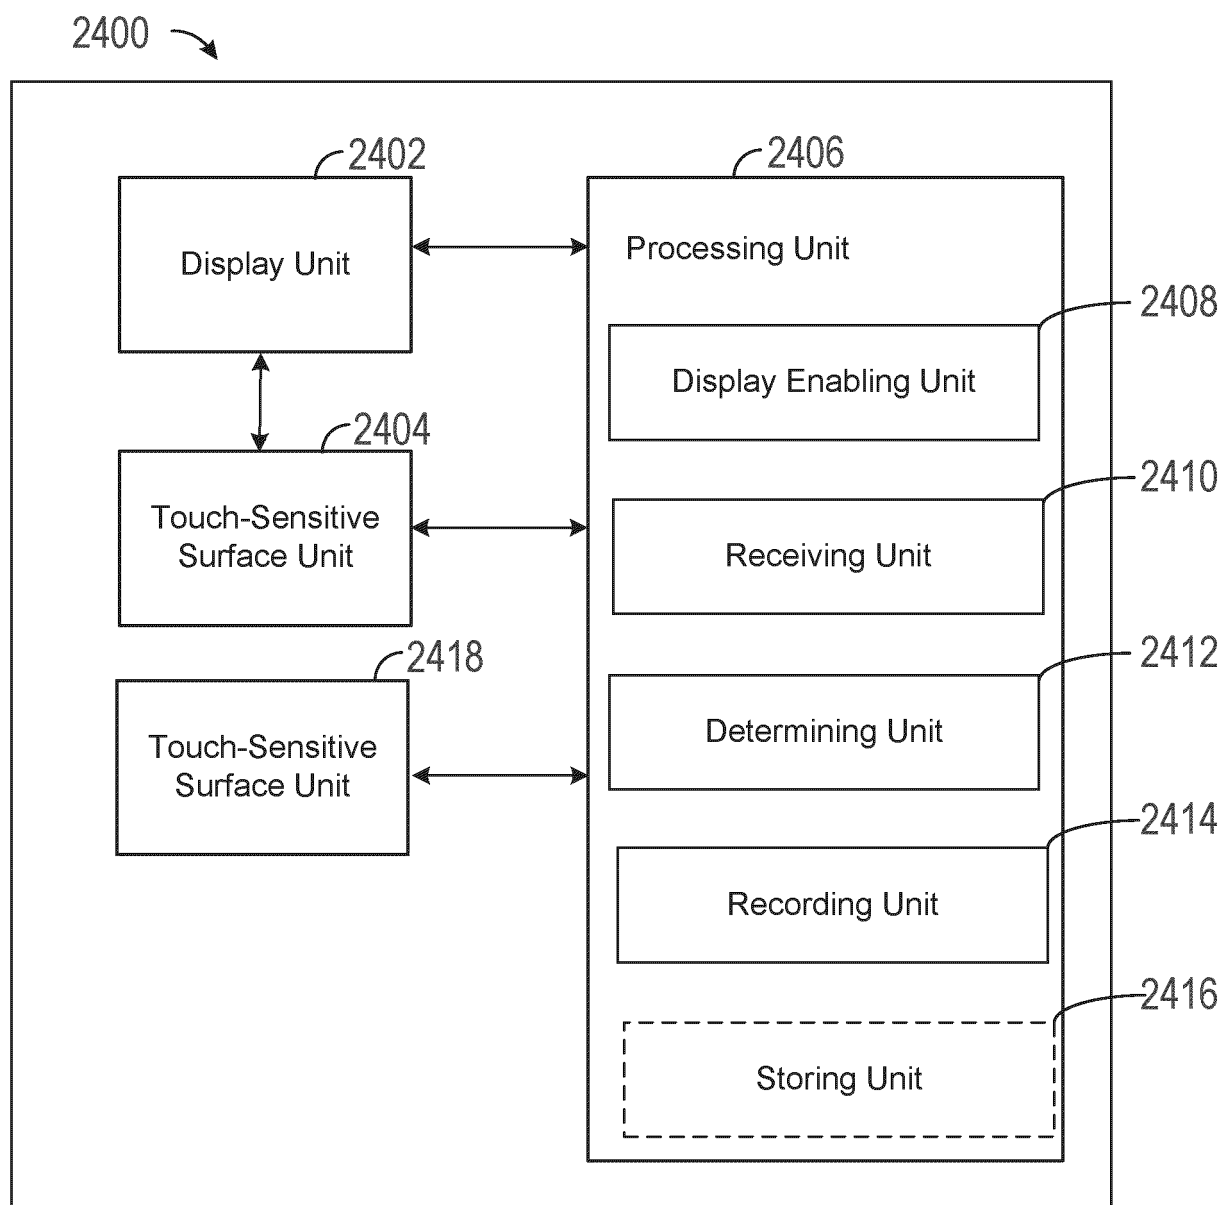 2400
2402
Display Unit
2404
Touch-Sensitive
Surface Unit
2418
Touch-Sensitive
Surface Unit
2406
Processing Unit
2408
Display Enabling Unit
2410
Receiving Unit
2412
Determining Unit
2414
Recording Unit
2416
Storing Unit